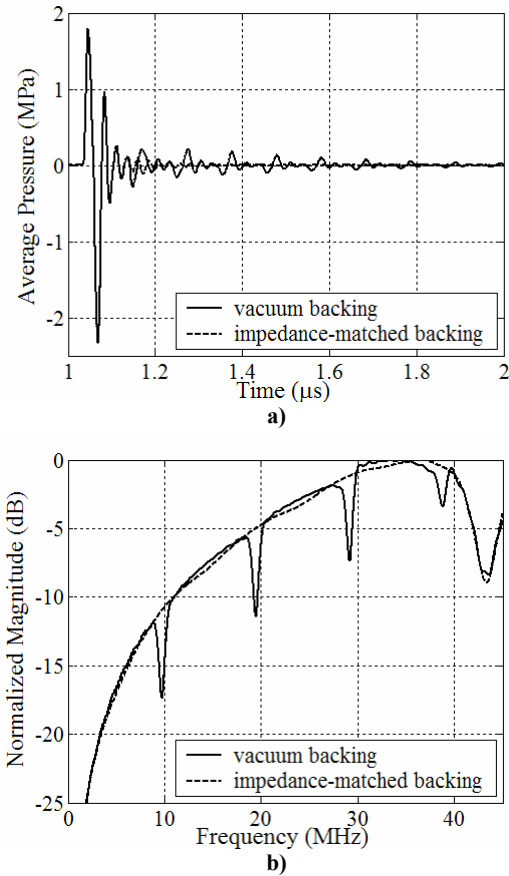 2
1
0
-1
-2
Average Pressure (MPa)
vacuum backing
impedance-matched backing
1
1.2
1.4
1.6
1.8
2
Time (μs)
a)
0
-5
-10
-15
-20
-25
Normalized Magnitude (dB)
vacuum backing
impedance-matched backing
0
10
20
30
40
Frequency (MHz)
b)